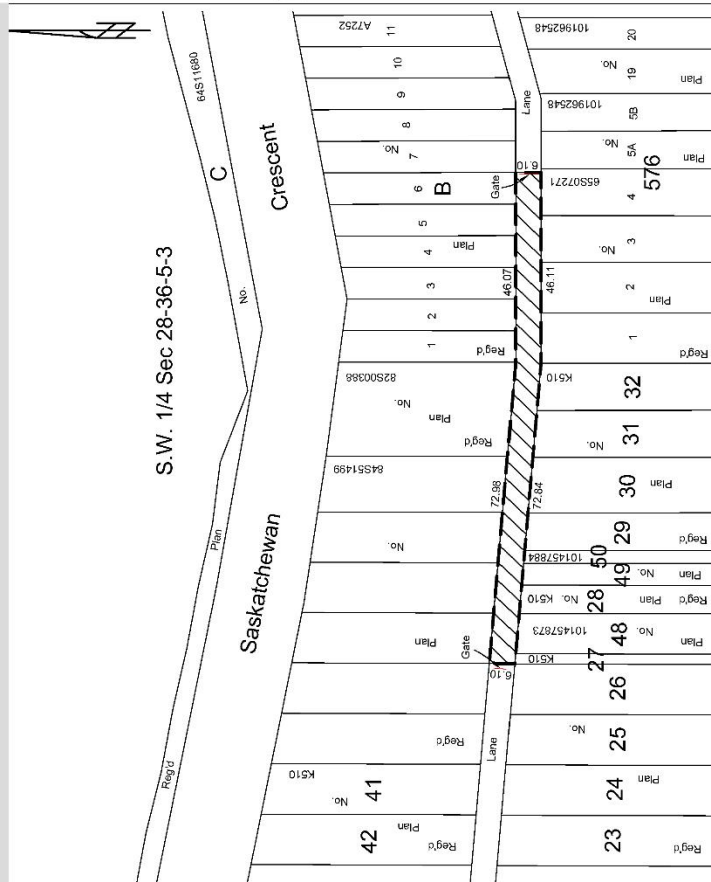 64S11680
C
No.
Crescent
S.W. 1/4 Sec 28-36-5-3
Plan
Saskatchewan
Reg'd
A7252
11
10
9
8
7
No.
6
B
5
4
Plan
3
2
1
Reg'd
82S00388
No.
Plan
Reg'd
84S51499
No.
Plan
Reg'd
K510
No.
41
Plan
42
Reg'd
Lane
6.10
Gate
46.07
46.11
72.98
72.84
Gate
6.10
Lane
101962548
20
No.
19
Plan
101962548
5B
No.
5A
Plan
576
65S07271
4
No.
3
2
Plan
1
Reg'd
K510
32
No.
31
30
Plan
29
Reg'd
101457884
50
No.
49
Plan
K510
No.
28
Plan
Reg'd
101457873
No.
48
Plan
K510
27
26
No.
25
24
Plan
23
Reg'd